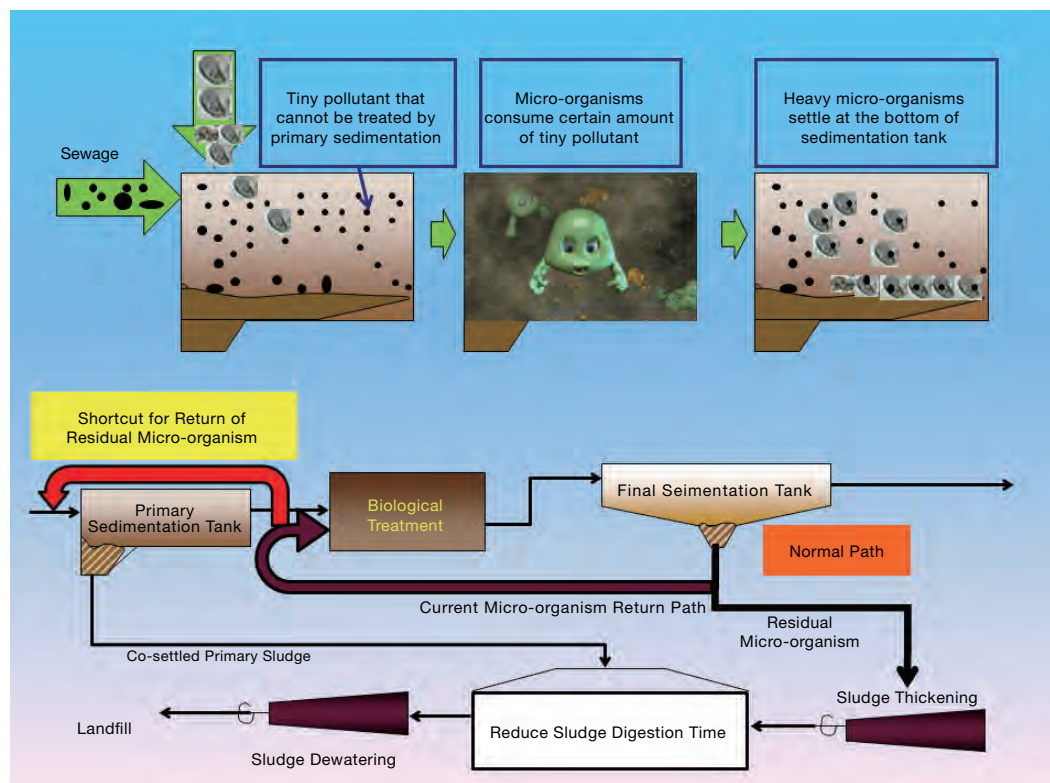 Sewage
Tiny pollutant that
cannot be treated by
primary sedimentation
Micro-organisms
consume certain amount
of tiny pollutant
Heavy micro-organisms
settle at the bottom of
sedimentation tank
Shortcut for Return of
Residual Micro-organism
Primary
Sedimentation Tank
Biological
Treatment
Final Seimentation Tank
Normal Path
Current Micro-organism Return Path
Residual
Micro-organism
Co-settled Primary Sludge
Sludge Thickening
Reduce Sludge Digestion Time
Landfill
Sludge Dewatering